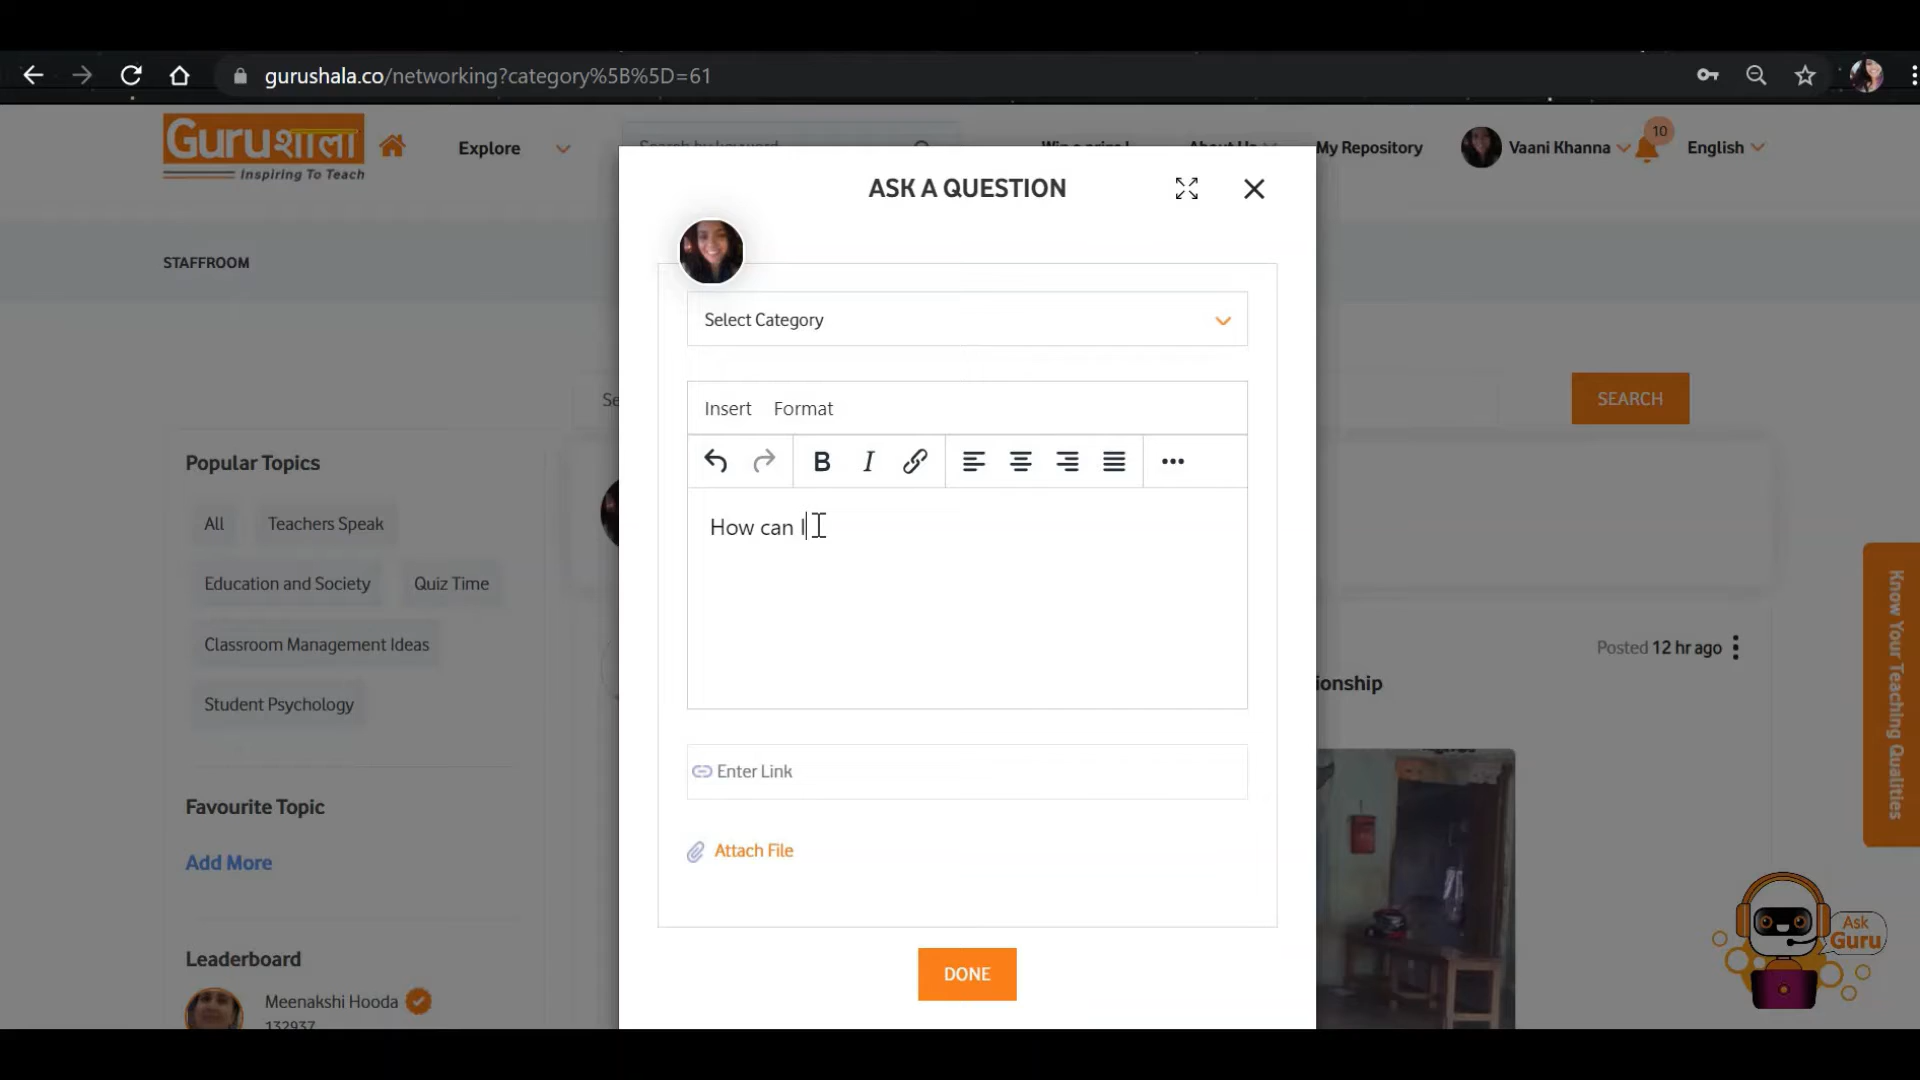 gurushala.co/networking?category%5B%5D=61
Guruशाला
Inspiring To Teach
Explore
My Repository
Vaani Khanna
10
English
ASK A QUESTION
STAFFROOM
Select Category
SEARCH
Insert Format
Popular Topics
All Teachers Speak
How can I
Education and Society Quiz Time
Classroom Management Ideas
Posted 12 hr ago
ionship
Student Psychology
Know Your Teaching Qualities
Enter Link
Favourite Topic
Attach File
Add More
Ask
Guru
Leaderboard
DONE
Meenakshi Hooda
132937